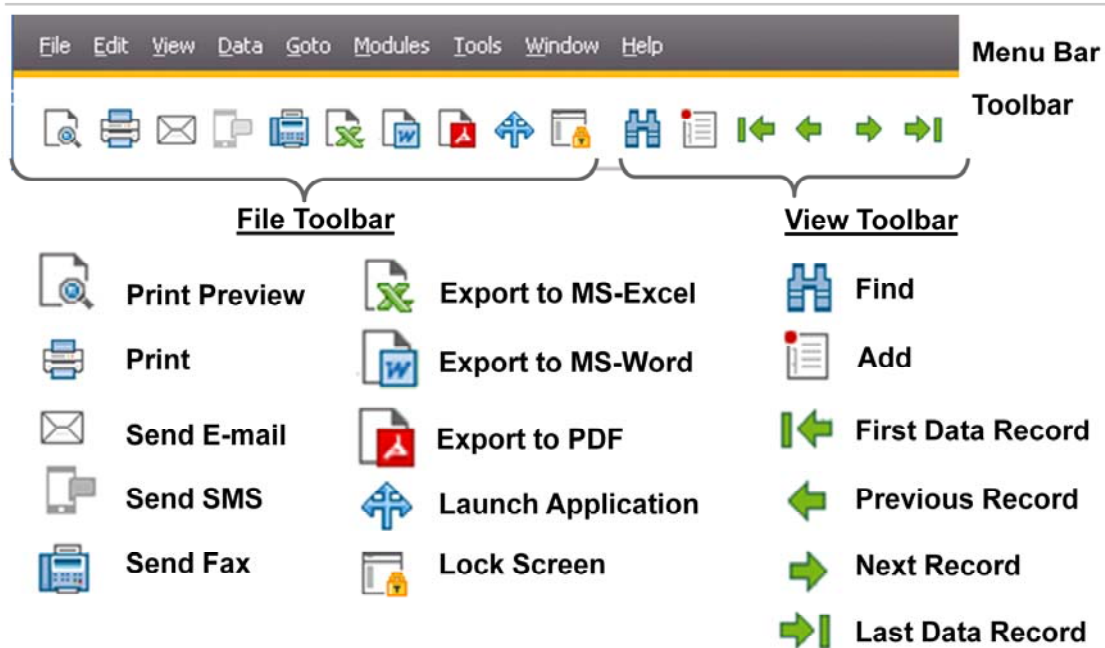 File Edit View Data Goto Modules Tools Window Help
Menu Bar
Toolbar
File Toolbar
View Toolbar
Print Preview
Print
Send E-mail
Send SMS
Send Fax
Export to MS-Excel
Export to MS-Word
Export to PDF
Launch Application
Lock Screen
Find
Add
First Data Record
Previous Record
Next Record
Last Data Record